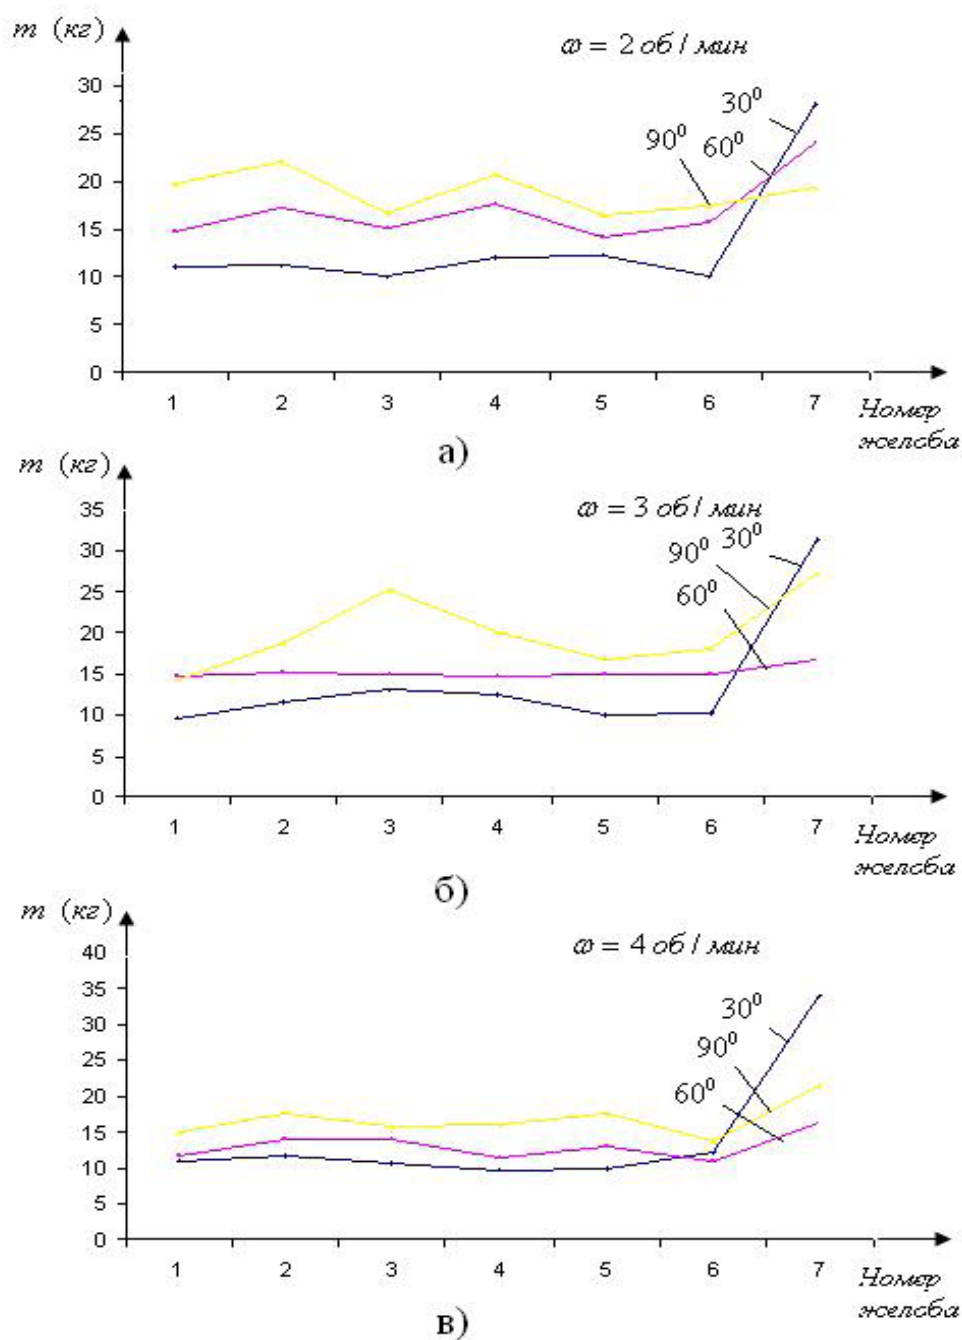 m (кг)
ω = 2 об / мин
30
30⁰
25
90⁰
60⁰
20
15
10
5
0
1 2 3 4 5 6 7
Номер
желоба
а)
m (кг)
ω = 3 об / мин
35
30⁰
90⁰
30
60⁰
25
20
15
10
5
0
1 2 3 4 5 6 7
Номер
желоба
б)
m (кг)
ω = 4 об / мин
40
35
30⁰
30
90⁰
25
60⁰
20
15
10
5
0
1 2 3 4 5 6 7
Номер
желоба
в)